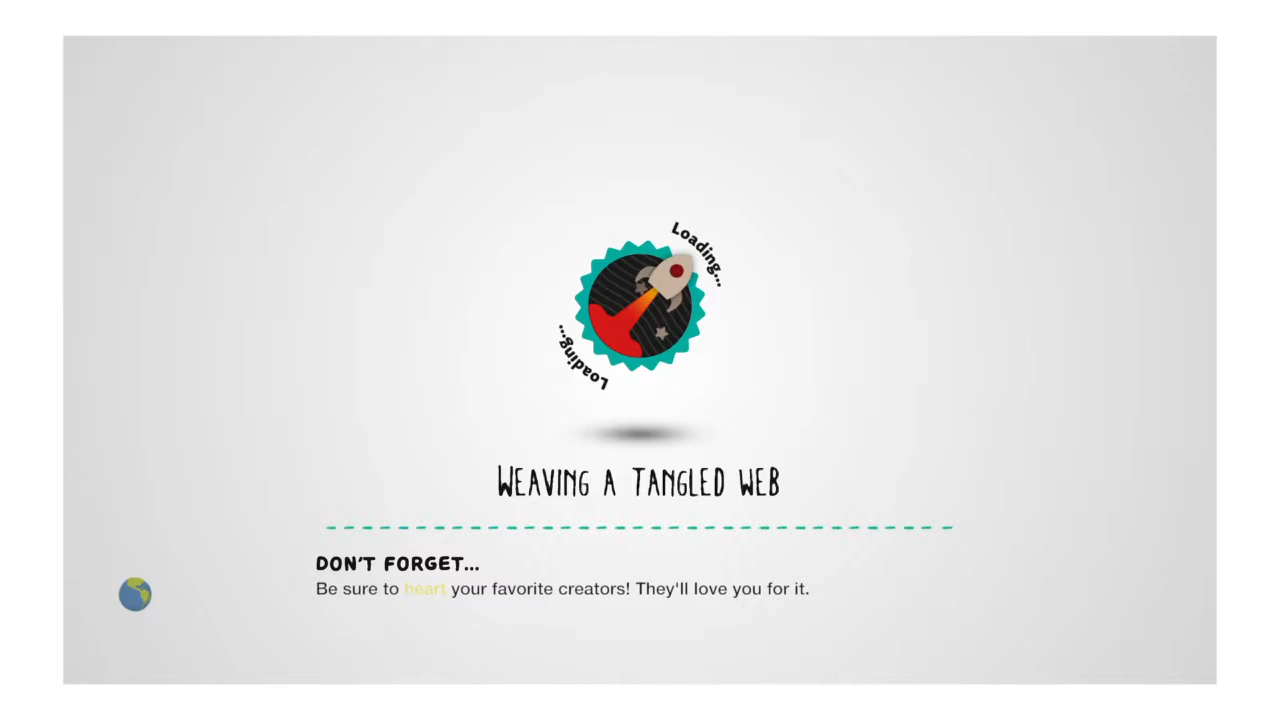 Loading...
Loading...
WEAVING A TANGLED WEB
DON'T FORGET...
Be sure to heart your favorite creators! They'll love you for it.